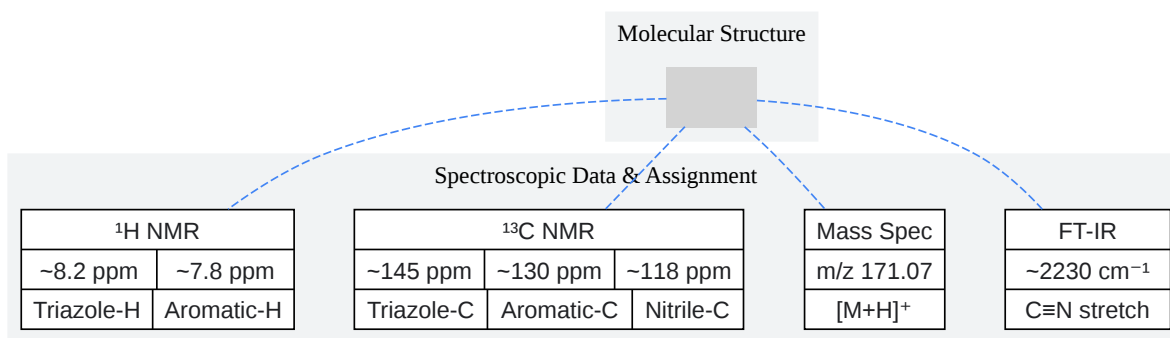 Molecular Structure
Spectroscopic Data & Assignment
¹H NMR
~8.2 ppm ~7.8 ppm
Triazole-H Aromatic-H
¹³C NMR
~145 ppm ~130 ppm ~118 ppm
Triazole-C Aromatic-C Nitrile-C
Mass Spec
m/z 171.07
[M+H]⁺
FT-IR
~2230 cm⁻¹
C≡N stretch